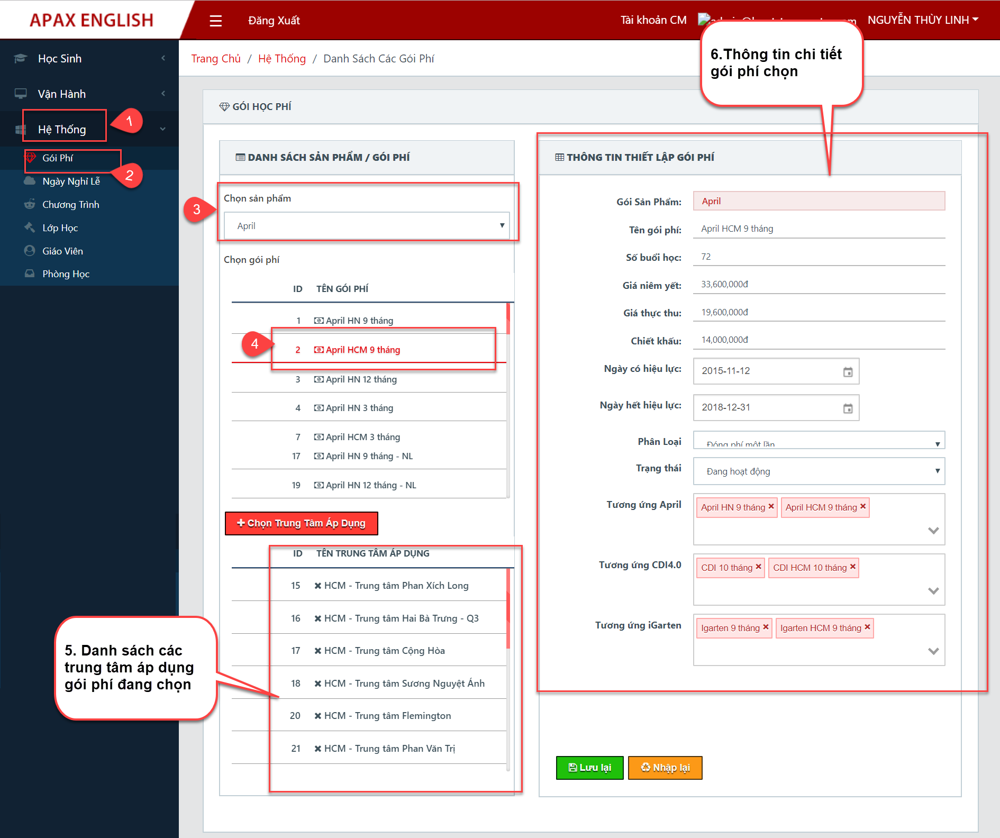 APAX ENGLISH
Đăng Xuất
Tài khoản CM
NGUYỄN THÙY LINH
Học Sinh
Vận Hành
Hệ Thống
1
Gói Phí
2
Ngày Nghỉ Lễ
Chương Trình
Lớp Học
Giáo Viên
Phòng Học
Trang Chủ / Hệ Thống / Danh Sách Các Gói Phí
6.Thông tin chi tiết
gói phí chọn
GÓI HỌC PHÍ
DANH SÁCH SẢN PHẨM / GÓI PHÍ
3
Chọn sản phẩm
April
Chọn gói phí
ID TÊN GÓI PHÍ
1 April HN 9 tháng
4
2 April HCM 9 tháng
3 April HN 12 tháng
4 April HN 3 tháng
7 April HCM 3 tháng
17 April HN 9 tháng - NL
19 April HN 12 tháng - NL
Chọn Trung Tâm Áp Dụng
ID TÊN TRUNG TÂM ÁP DỤNG
15 HCM - Trung tâm Phan Xích Long
16 HCM - Trung tâm Hai Bà Trưng - Q3
17 HCM - Trung tâm Cộng Hòa
18 HCM - Trung tâm Sương Nguyệt Ánh
20 HCM - Trung tâm Flemington
21 HCM - Trung tâm Phan Văn Trị
5. Danh sách các
trung tâm áp dụng
gói phí đang chọn
THÔNG TIN THIẾT LẬP GÓI PHÍ
Gói Sản Phẩm: April
Tên gói phí: April HCM 9 tháng
Số buổi học: 72
Giá niêm yết: 33,600,000đ
Giá thực thu: 19,600,000đ
Chiết khấu: 14,000,000đ
Ngày có hiệu lực: 2015-11-12
Ngày hết hiệu lực: 2018-12-31
Phân Loại Đóng phí một lần
Trạng thái Đang hoạt động
Tương ứng April April HN 9 tháng × April HCM 9 tháng ×
Tương ứng CDI4.0 CDI 10 tháng × CDI HCM 10 tháng ×
Tương ứng iGarten Igarten 9 tháng × Igarten HCM 9 tháng ×
Lưu lại
Nhập lại